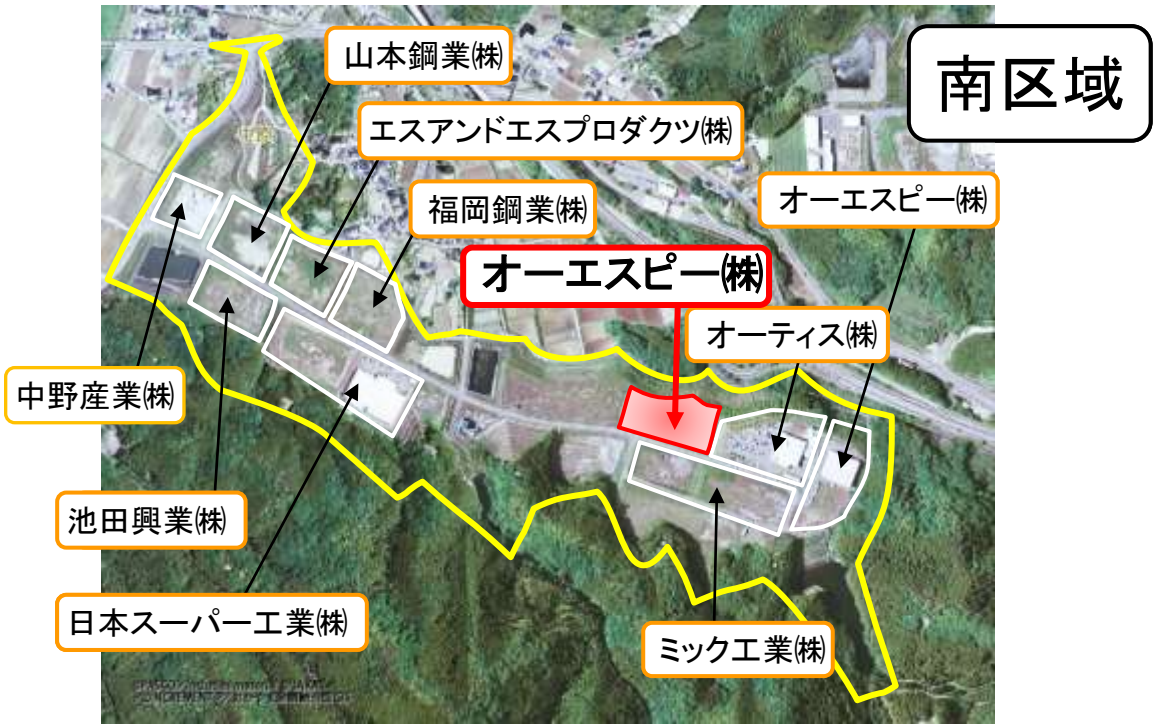 南区域
山本鋼業㈱
エスアンドエスプロダクツ㈱
福岡鋼業㈱
オーエスピー㈱
オーエスピー㈱
オーティス㈱
中野産業㈱
池田興業㈱
日本スーパー工業㈱
ミック工業㈱